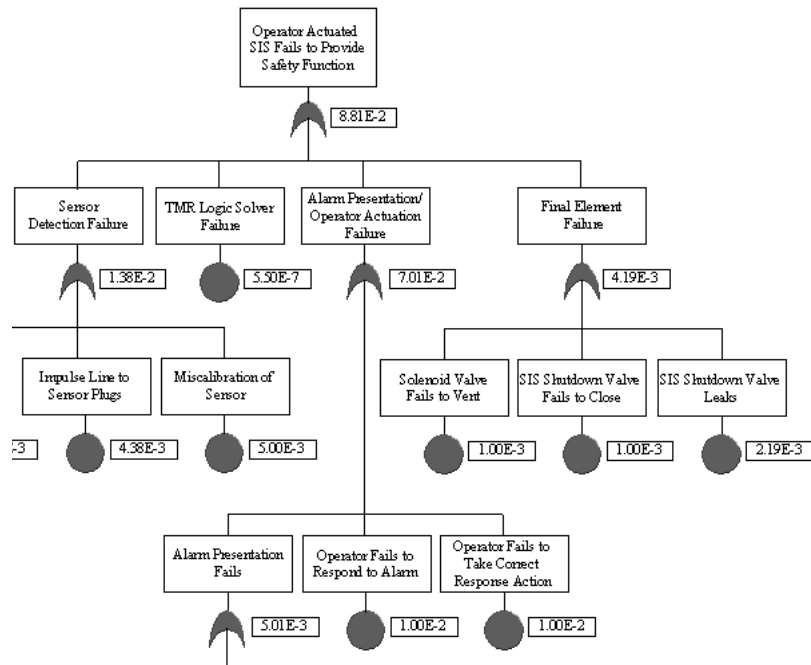 Operator Actuated
SIS Fails to Provide
Safety Function
8.81E-2
Sensor
Detection Failure
TMR Logic Solver
Failure
Alarm Presentation/
Operator Actuation
Failure
Final Element
Failure
1.38E-2
5.50E-7
7.01E-2
4.19E-3
Impulse Line to
Sensor Plugs
Miscalibration of
Sensor
Solenoid Valve
Fails to Vent
SIS Shutdown Valve
Fails to Close
SIS Shutdown Valve
Leaks
-3
4.38E-3
5.00E-3
1.00E-3
1.00E-3
2.19E-3
Alarm Presentation
Fails
Operator Fails to
Respond to Alarm
Operator Fails to
Take Correct
Response Action
5.01E-3
1.00E-2
1.00E-2